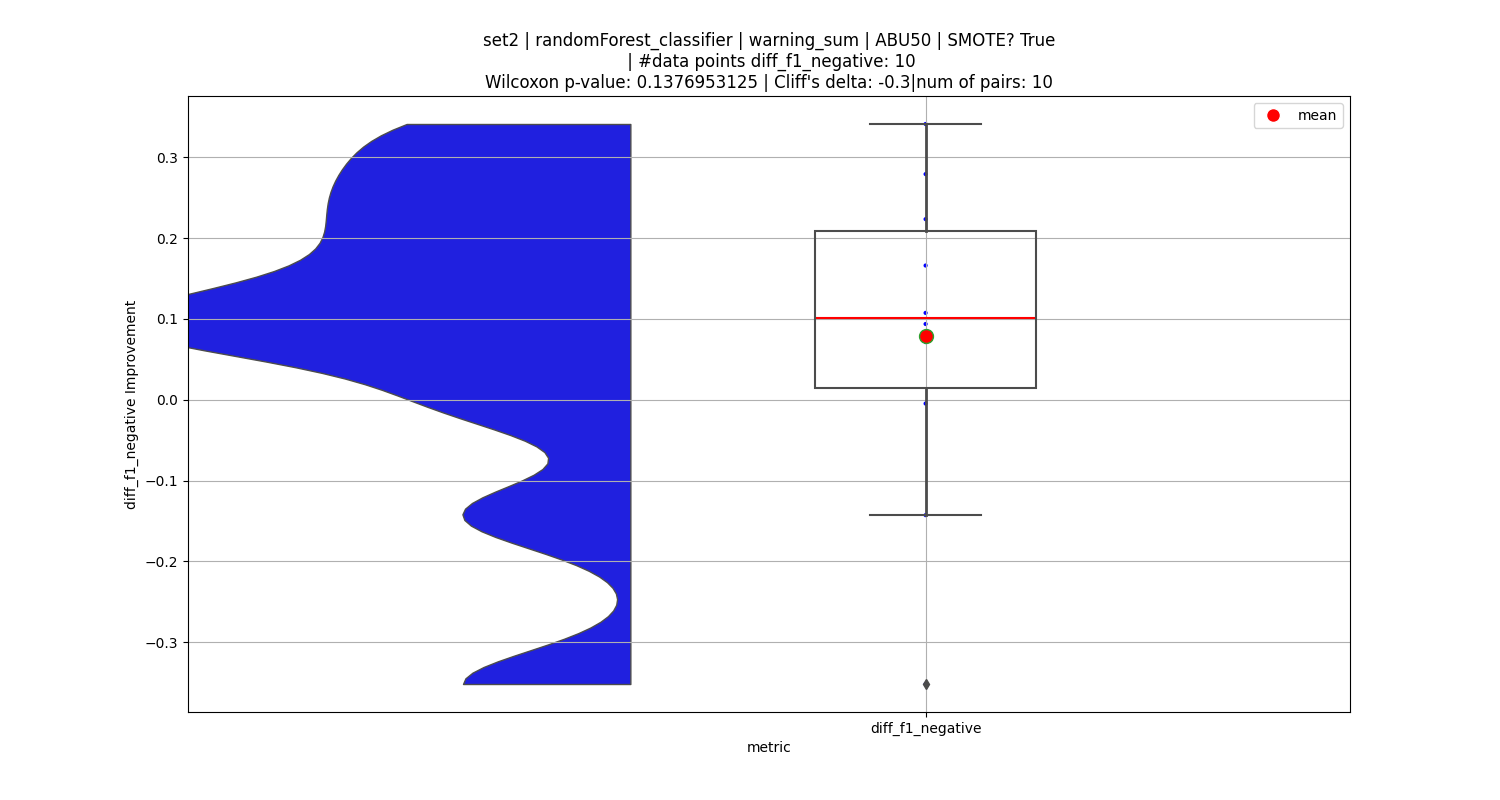 set2 | randomForest_classifier | warning_sum | ABU50 | SMOTE? True
| #data points diff_f1_negative: 10
Wilcoxon p-value: 0.1376953125 | Cliff's delta: -0.3|num of pairs: 10
mean
0.3
0.2
0.1
0.0
−0.1
−0.2
−0.3
diff_f1_negative Improvement
diff_f1_negative
metric